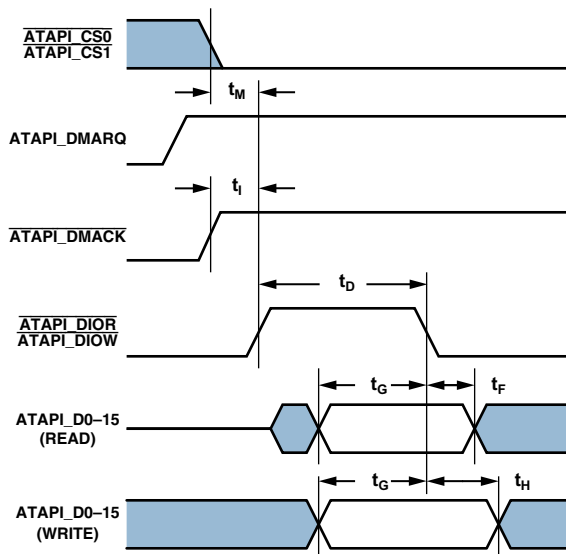 ATAPI_CS0
ATAPI_CS1
tM
ATAPI_DMARQ
tI
ATAPI_DMACK
tD
ATAPI_DIOR
ATAPI_DIOW
tG
tF
ATAPI_D0–15
(READ)
tG
tH
ATAPI_D0–15
(WRITE)